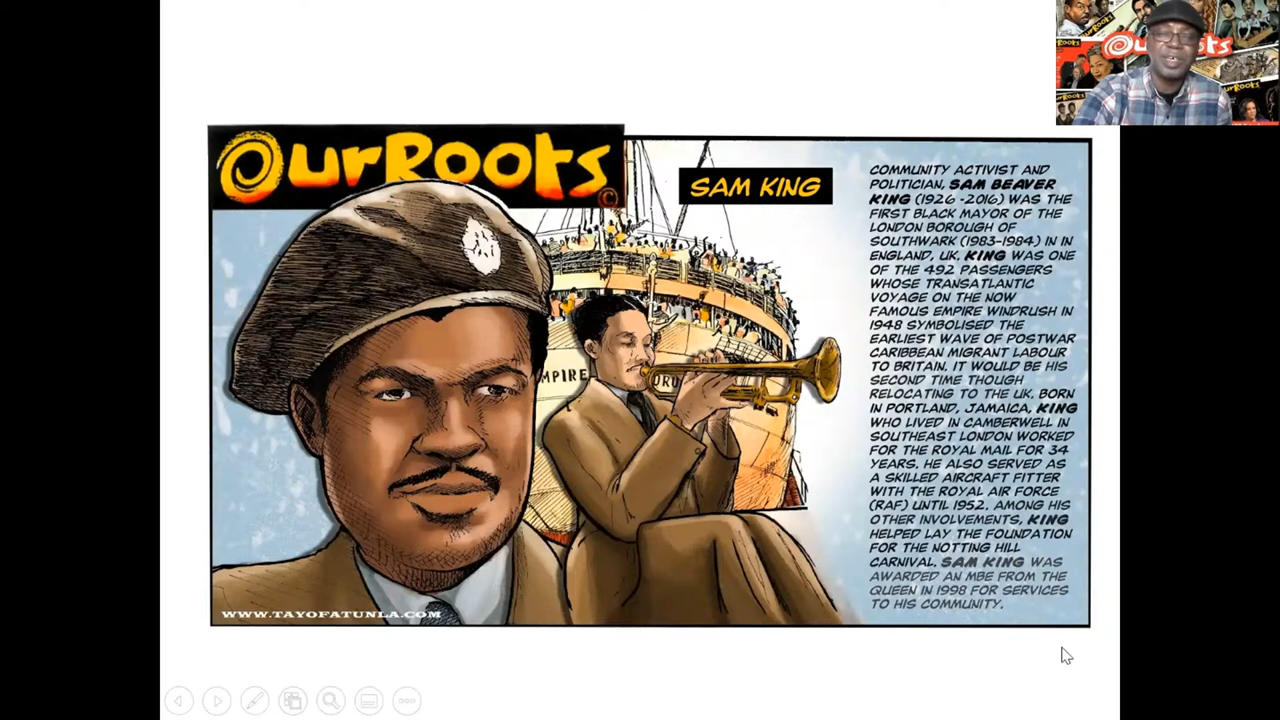 OurRoots
©
SAM KING
COMMUNITY ACTIVIST AND
POLITICIAN, SAM BEAVER
KING (1926 -2016) WAS THE
FIRST BLACK MAYOR OF THE
LONDON BOROUGH OF
SOUTHWARK (1983-1984) IN IN
ENGLAND, UK. KING WAS ONE
OF THE 492 PASSENGERS
WHOSE TRANSATLANTIC
VOYAGE ON THE NOW
FAMOUS EMPIRE WINDRUSH IN
1948 SYMBOLISED THE
EARLIEST WAVE OF POSTWAR
CARIBBEAN MIGRANT LABOUR
TO BRITAIN. IT WOULD BE HIS
SECOND TIME THOUGH
RELOCATING TO THE UK. BORN
IN PORTLAND, JAMAICA, KING
WHO LIVED IN CAMBERWELL IN
SOUTHEAST LONDON WORKED
FOR THE ROYAL MAIL FOR 34
YEARS. HE ALSO SERVED AS
A SKILLED AIRCRAFT FITTER
WITH THE ROYAL AIR FORCE
(RAF) UNTIL 1952. AMONG HIS
OTHER INVOLVEMENTS, KING
HELPED LAY THE FOUNDATION
FOR THE NOTTING HILL
CARNIVAL. SAM KING WAS
AWARDED AN MBE FROM THE
QUEEN IN 1998 FOR SERVICES
TO HIS COMMUNITY.
MPIRE
WWW.TAYOFATUNLA.COM
OurRoots